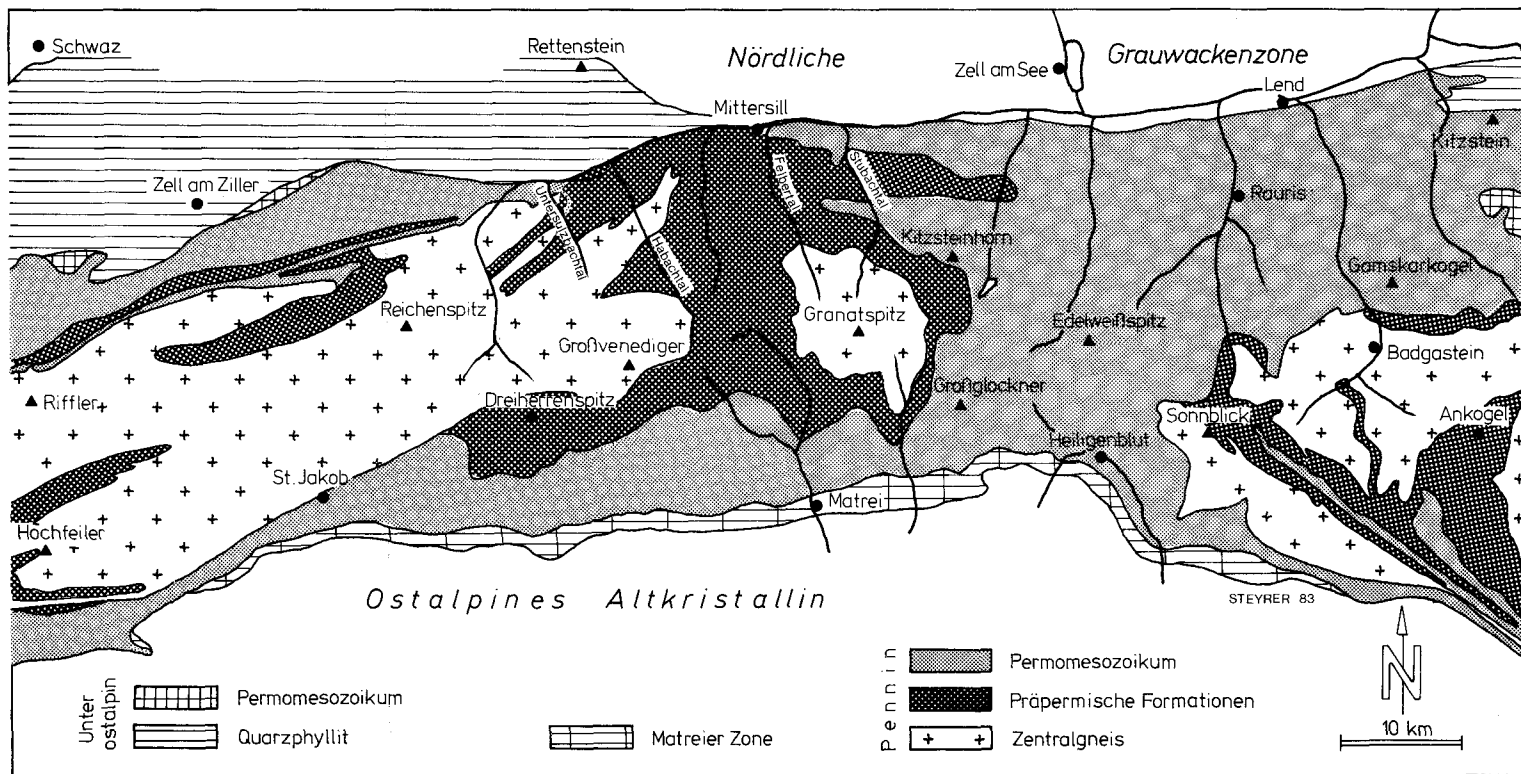 Schwaz
Rettenstein
Nördliche
Grauwackenzone
Zell am See
Lend
Mittersill
Kitzstein
Zell am Ziller
Untersulzbachtal
Habachtal
Felbertal
Stubachtal
Rauris
Kitzsteinhorn
Gamskarkogel
Reichenspitz
Granatspitz
Edelweißspitz
Großvenediger
Badgastein
Riffler
Dreiherrenspitz
Großglockner
Sonnblick
Ankogel
Heiligenblut
St. Jakob
Matrei
Hochfeiler
Ostalpines Altkristallin
STEYRER 83
Unter
ostalpin
Permomesozoikum
Quarzphyllit
Matreier Zone
Pennin
Permomesozoikum
Präpermische Formationen
Zentralgneis
N
10 km